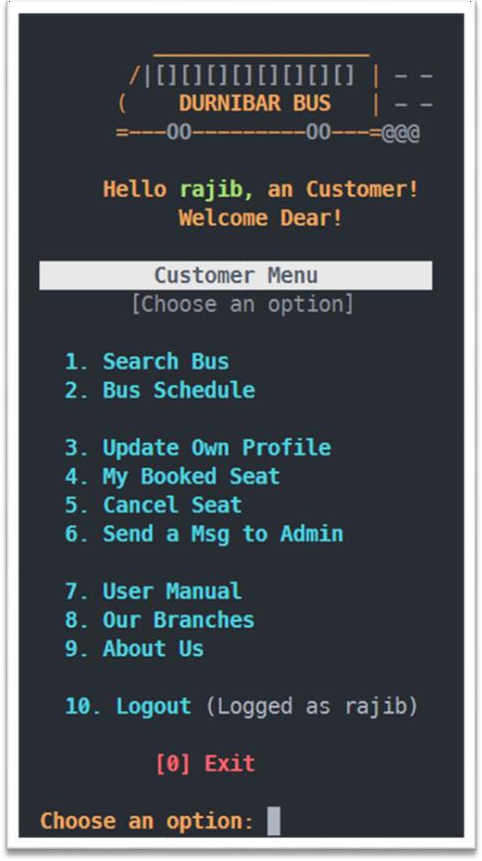 /|[][][][][][][][] | – –
( DURNIBAR BUS | – –
=---OO---------OO---=@@@
Hello rajib, an Customer!
Welcome Dear!
Customer Menu
[Choose an option]
1. Search Bus
2. Bus Schedule
3. Update Own Profile
4. My Booked Seat
5. Cancel Seat
6. Send a Msg to Admin
7. User Manual
8. Our Branches
9. About Us
10. Logout (Logged as rajib)
[0] Exit
Choose an option: